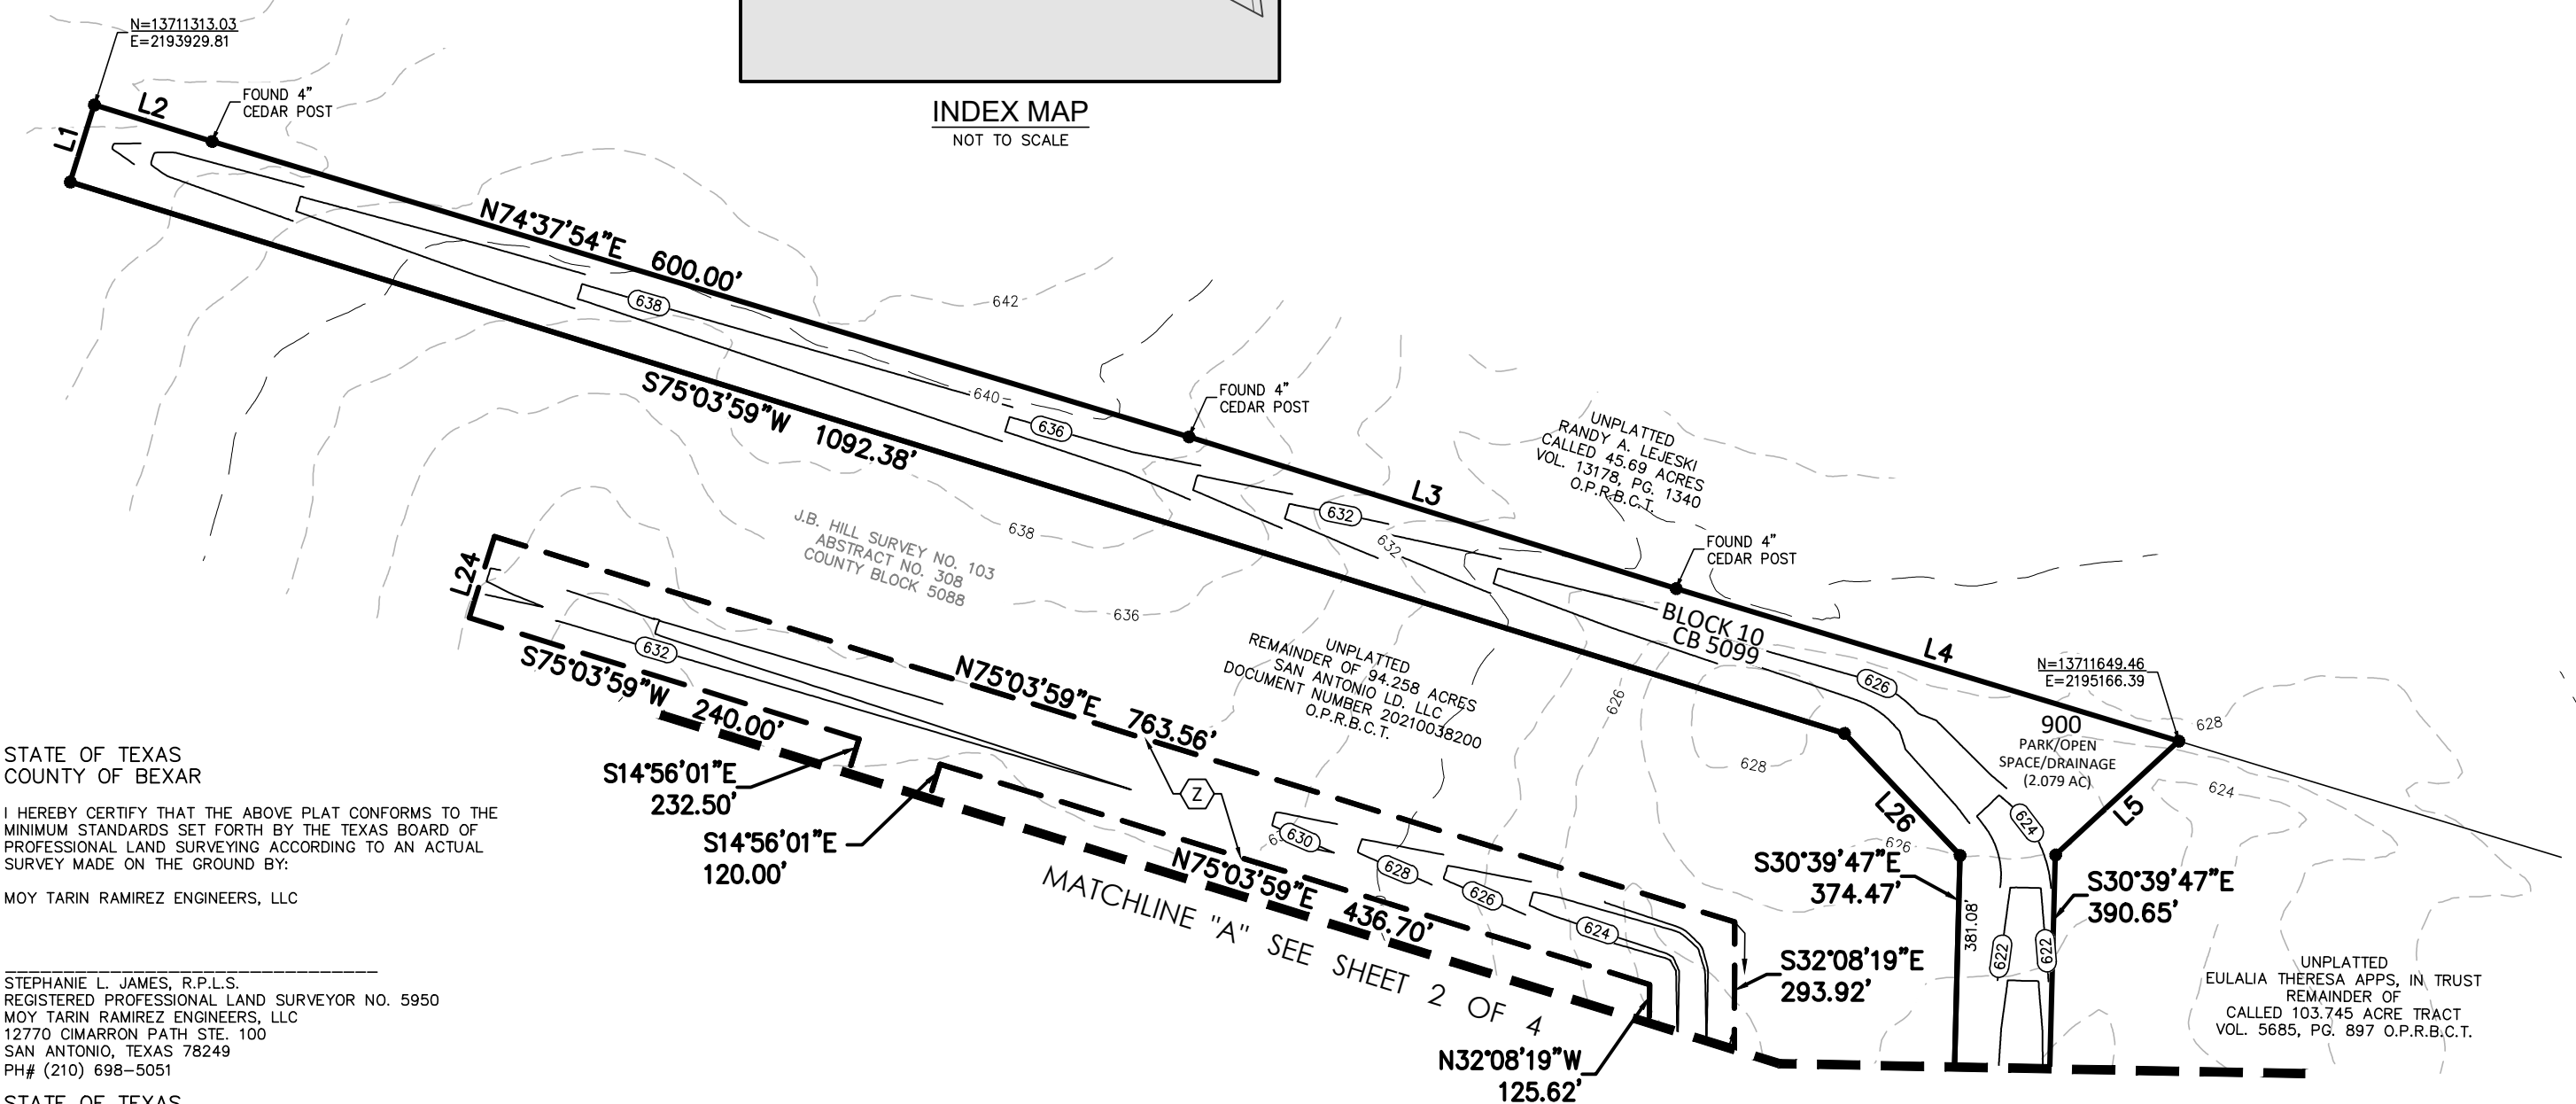 N=13711313.03
E=2193929.81
L2
L1
FOUND 4"
CEDAR POST
INDEX MAP
NOT TO SCALE
N74°37'54"E 600.00'
638
642
S75°03'59"W 1092.38'
640
636
FOUND 4"
CEDAR POST
L3
632
632
638
UNPLATTED
RANDY A. LEJESKI
CALLED 45.69 ACRES
VOL. 13178, PG. 1340
O.P.R.B.C.T.
FOUND 4"
CEDAR POST
J.B. HILL SURVEY NO. 103
ABSTRACT NO. 308
COUNTY BLOCK 5088
636
L24
632
S75°03'59"W 240.00'
N75°03'59"E 763.56'
UNPLATTED
REMAINDER OF 94.258 ACRES
SAN ANTONIO LD. LLC
DOCUMENT NUMBER 20210038200
O.P.R.B.C.T.
626
BLOCK 10
CB 5099
L4
626
N=13711649.46
E=2195166.39
628
900
PARK/OPEN
SPACE/DRAINAGE
(2.079 AC)
628
624
L26
624
L5
626
S14°56'01"E
232.50'
S14°56'01"E
120.00'
Z
630
628
626
624
N75°03'59"E 436.70'
MATCHLINE "A" SEE SHEET 2 OF 4
S30°39'47"E
374.47'
381.08'
622
622
S30°39'47"E
390.65'
S32°08'19"E
293.92'
N32°08'19"W
125.62'
UNPLATTED
EULALIA THERESA APPS, IN TRUST
REMAINDER OF
CALLED 103.745 ACRE TRACT
VOL. 5685, PG. 897 O.P.R.B.C.T.
STATE OF TEXAS
COUNTY OF BEXAR
I HEREBY CERTIFY THAT THE ABOVE PLAT CONFORMS TO THE
MINIMUM STANDARDS SET FORTH BY THE TEXAS BOARD OF
PROFESSIONAL LAND SURVEYING ACCORDING TO AN ACTUAL
SURVEY MADE ON THE GROUND BY:
MOY TARIN RAMIREZ ENGINEERS, LLC
STEPHANIE L. JAMES, R.P.L.S.
REGISTERED PROFESSIONAL LAND SURVEYOR NO. 5950
MOY TARIN RAMIREZ ENGINEERS, LLC
12770 CIMARRON PATH STE. 100
SAN ANTONIO, TEXAS 78249
PH# (210) 698-5051
STATE OF TEXAS